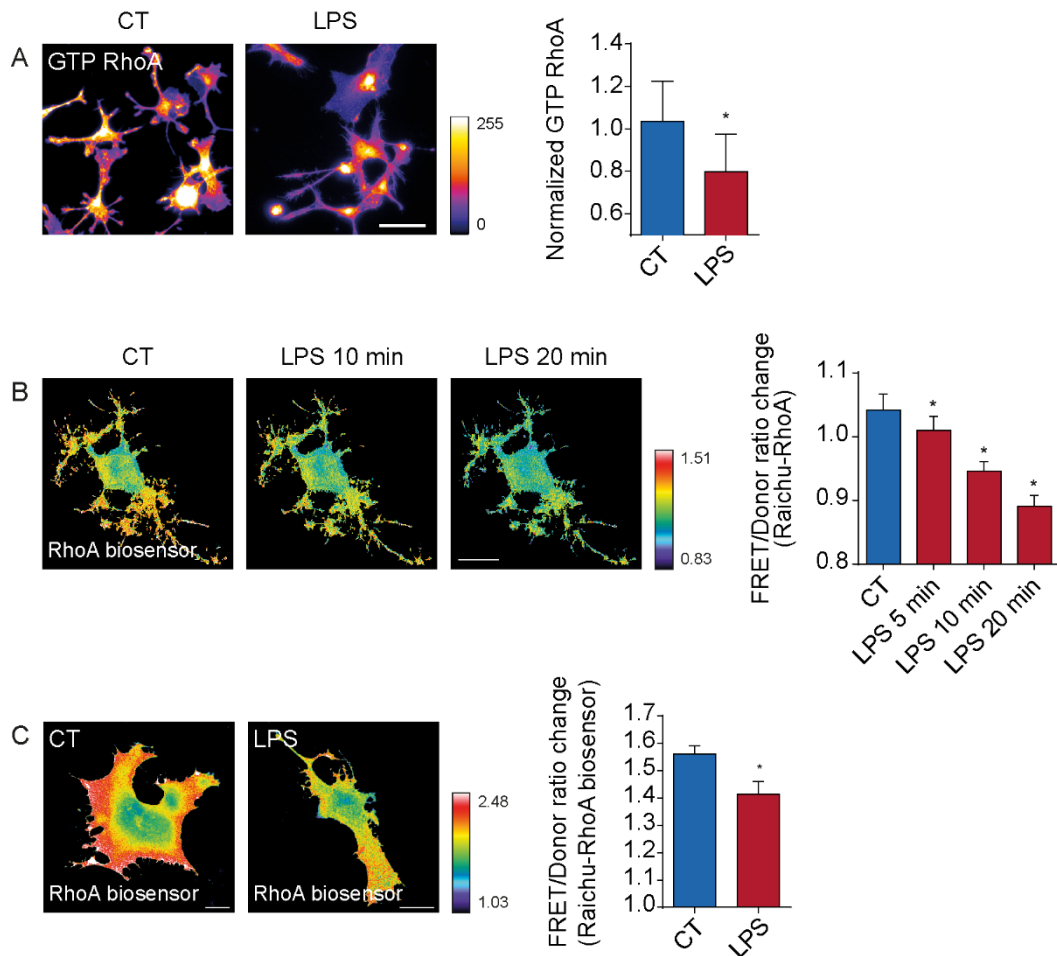 CT
LPS
A
GTP RhoA
255
0
Normalized GTP RhoA
1.4
1.2
1.0
0.8
0.6
*
CT
LPS
CT
LPS 10 min
LPS 20 min
B
RhoA biosensor
1.51
0.83
FRET/Donor ratio change
(Raichu-RhoA)
1.1
1.0
0.9
0.8
*
*
*
CT
LPS 5 min
LPS 10 min
LPS 20 min
C
CT
RhoA biosensor
LPS
RhoA biosensor
2.48
1.03
FRET/Donor ratio change
(Raichu-RhoA biosensor)
1.7
1.6
1.5
1.4
1.3
1.2
1.1
1.0
*
CT
LPS